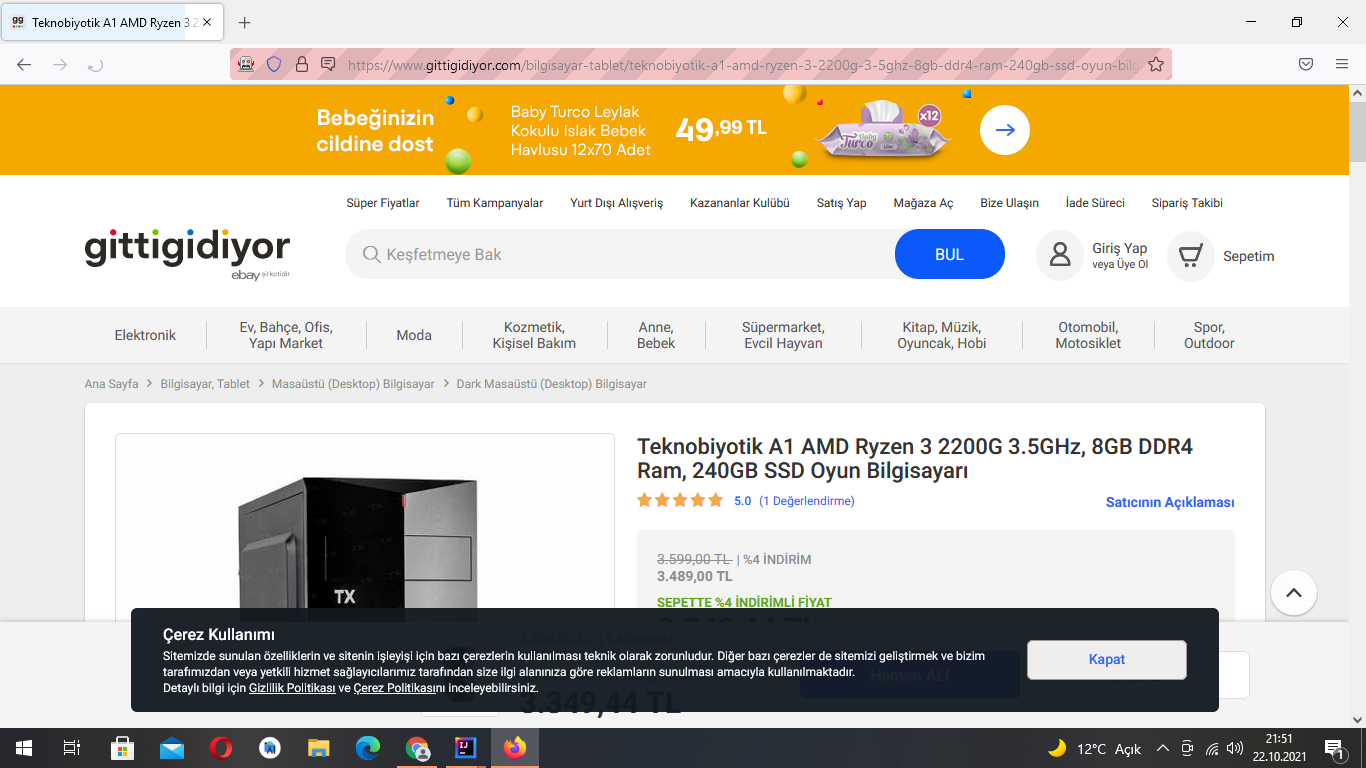 Teknobiyotik A1 AMD Ryzen 3 2
https://www.gittigidiyor.com/bilgisayar-tablet/teknobiyotik-a1-amd-ryzen-3-2200g-3-5ghz-8gb-ddr4-ram-240gb-ssd-oyun-bilg
Bebeğinizin
cildine dost
Baby Turco Leylak
Kokulu Islak Bebek
Havlusu 12x70 Adet
49,99 TL
Baby Turco
x12
Süper Fiyatlar
Tüm Kampanyalar
Yurt Dışı Alışveriş
Kazananlar Kulübü
Satış Yap
Mağaza Aç
Bize Ulaşın
İade Süreci
Sipariş Takibi
gittigidiyor
ebay şirketidir
Keşfetmeye Bak
BUL
Giriş Yap
veya Üye Ol
Sepetim
Elektronik
Ev, Bahçe, Ofis,
Yapı Market
Moda
Kozmetik,
Kişisel Bakım
Anne,
Bebek
Süpermarket,
Evcil Hayvan
Kitap, Müzik,
Oyuncak, Hobi
Otomobil,
Motosiklet
Spor,
Outdoor
Ana Sayfa > Bilgisayar, Tablet > Masaüstü (Desktop) Bilgisayar > Dark Masaüstü (Desktop) Bilgisayar
TX
Teknobiyotik A1 AMD Ryzen 3 2200G 3.5GHz, 8GB DDR4
Ram, 240GB SSD Oyun Bilgisayarı
5.0 (1 Değerlendirme)
Satıcının Açıklaması
3.599,00 TL | %4 İNDİRİM
3.489,00 TL
SEPETTE %4 İNDİRİMLİ FİYAT
Çerez Kullanımı
Sitemizde sunulan özelliklerin ve sitenin işleyişi için bazı çerezlerin kullanılması teknik olarak zorunludur. Diğer bazı çerezler de sitemizi geliştirmek ve bizim
tarafımızdan veya yetkili hizmet sağlayıcılarımız tarafından size ilgi alanınıza göre reklamların sunulması amacıyla kullanılmaktadır.
Detaylı bilgi için Gizlilik Politikası ve Çerez Politikasını inceleyebilirsiniz.
Kapat
Hemen AL!
3.349,44 TL
12°C Açık
21:51
22.10.2021
1